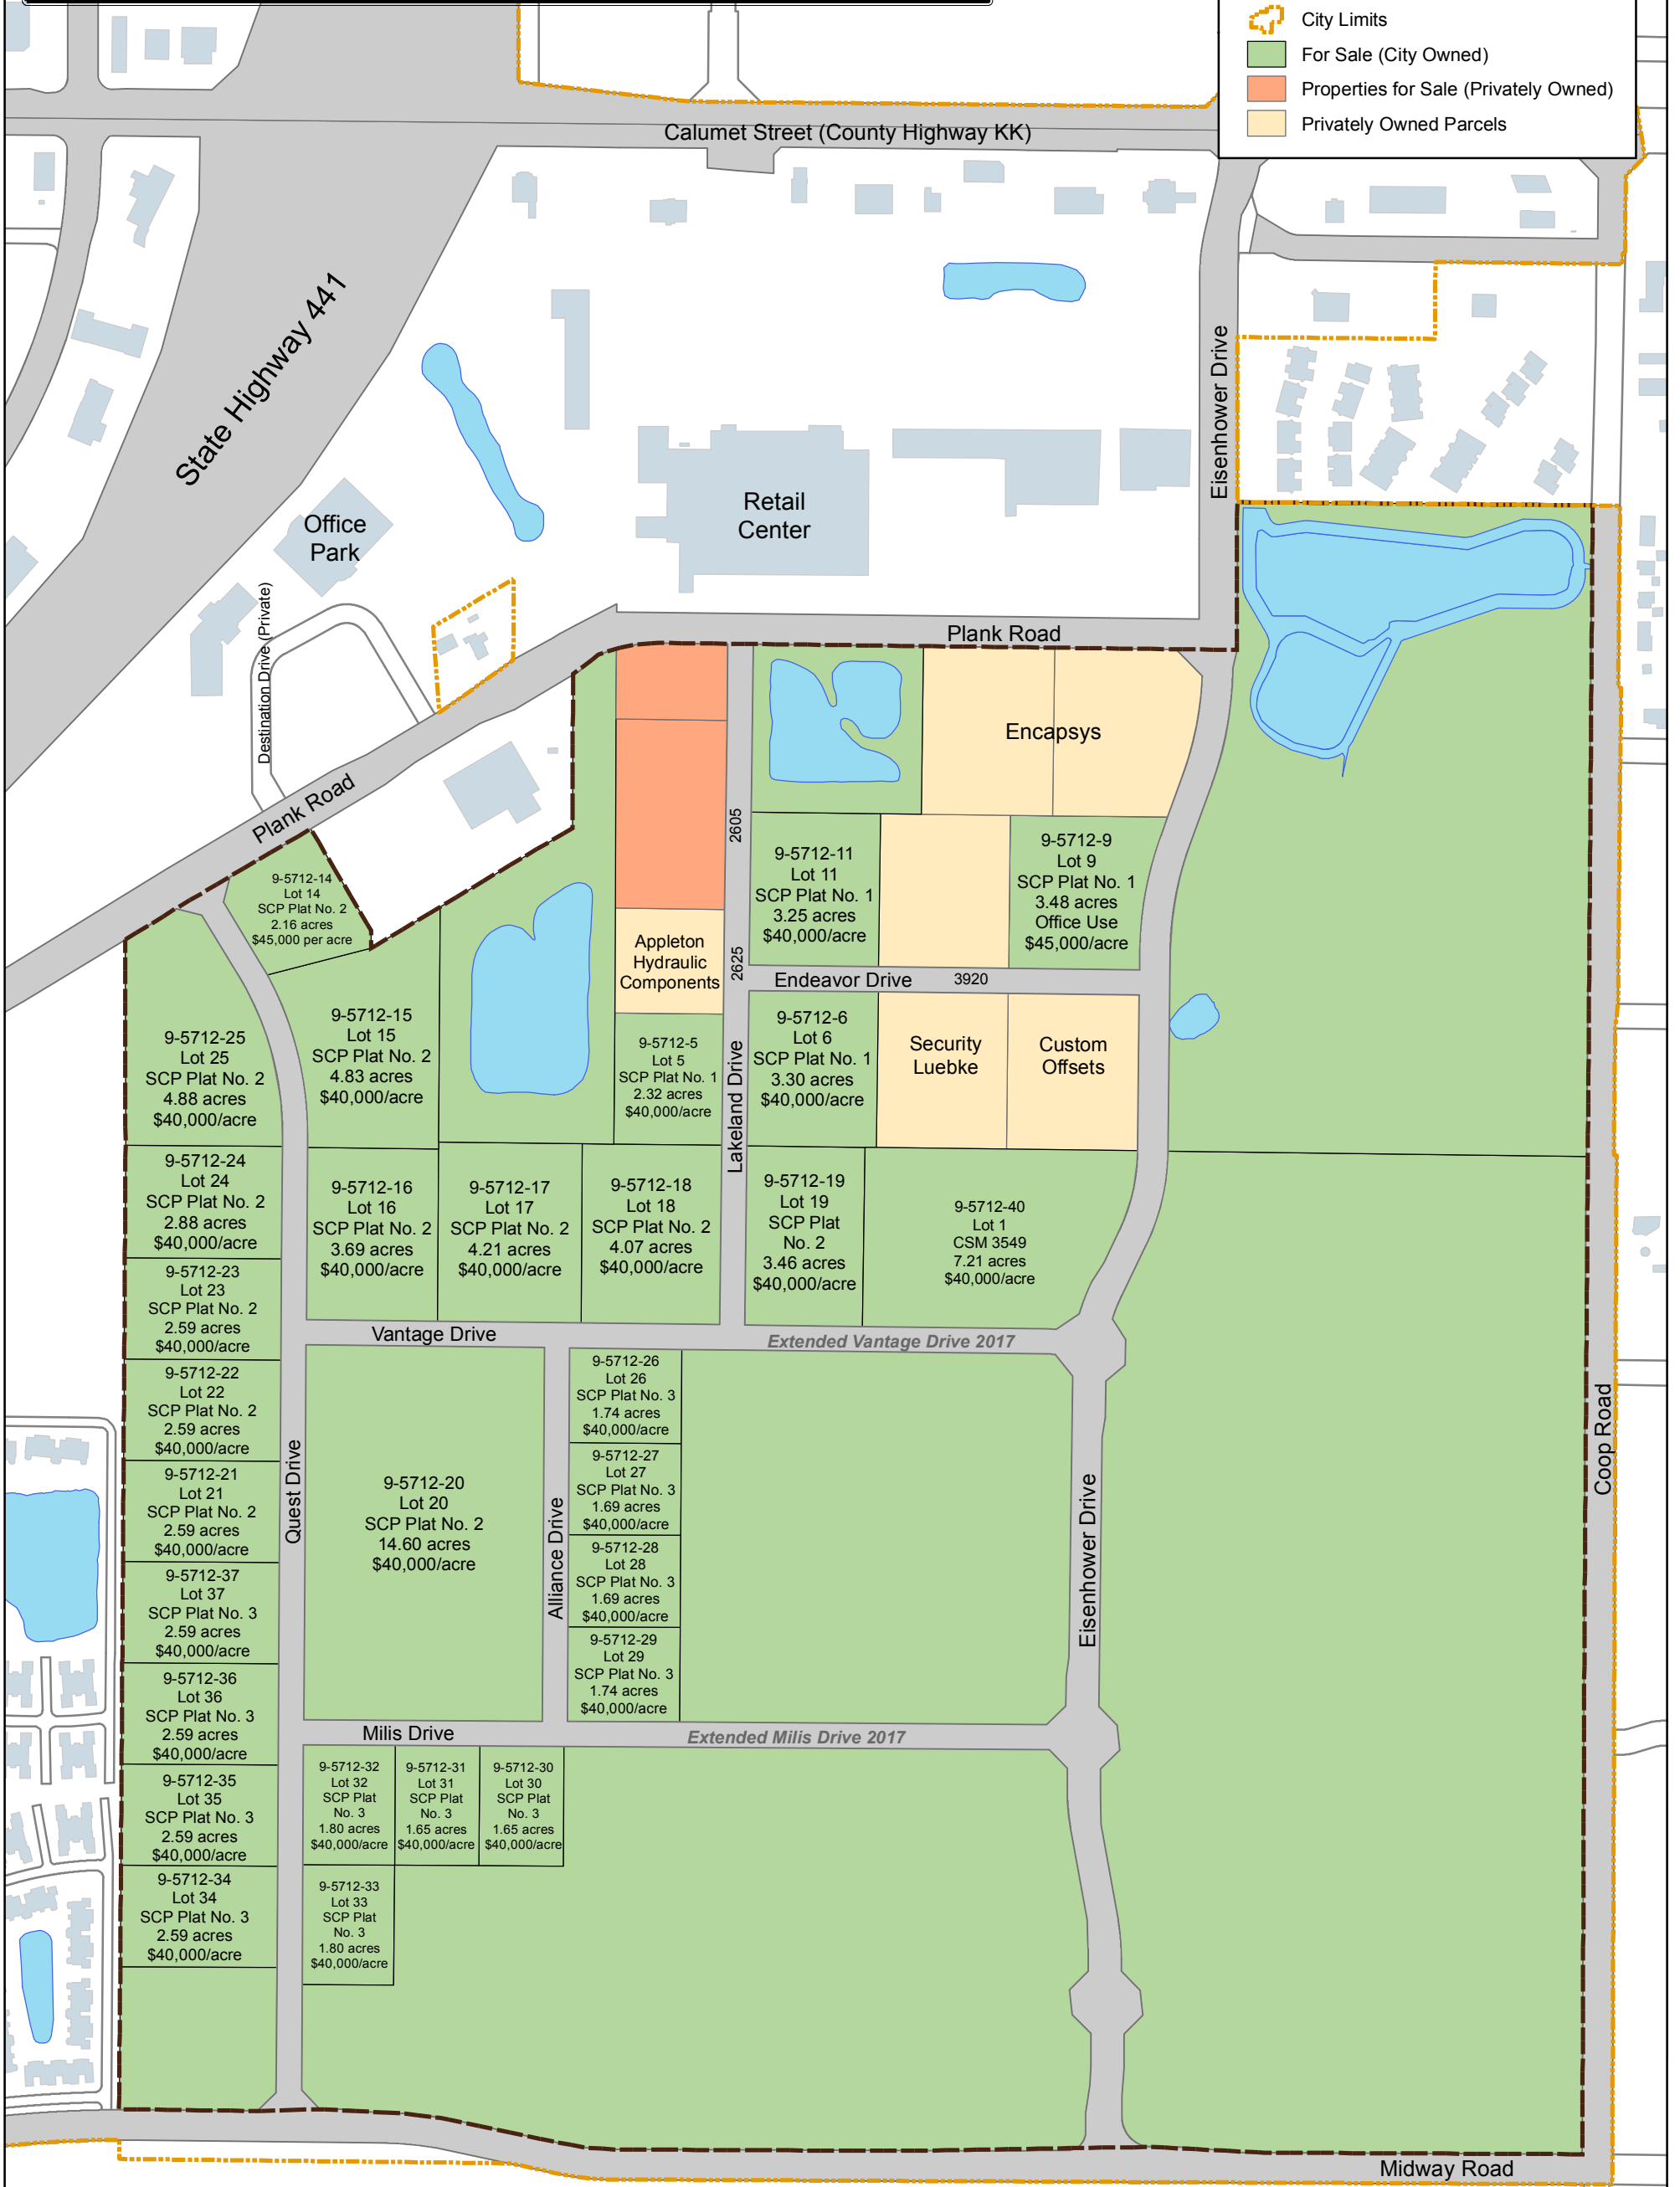 City Limits
For Sale (City Owned)
Properties for Sale (Privately Owned)
Privately Owned Parcels
Calumet Street (County Highway KK)
State Highway 441
Eisenhower Drive
Office
Park
Retail
Center
Destination Drive (Private)
Plank Road
Plank Road
Encapsys
2605
9-5712-11
Lot 11
SCP Plat No. 1
3.25 acres
$40,000/acre
9-5712-9
Lot 9
SCP Plat No. 1
3.48 acres
Office Use
$45,000/acre
9-5712-14
Lot 14
SCP Plat No. 2
2.16 acres
$45,000 per acre
Appleton
Hydraulic
Components
2625
Endeavor Drive
3920
9-5712-25
Lot 25
SCP Plat No. 2
4.88 acres
$40,000/acre
9-5712-15
Lot 15
SCP Plat No. 2
4.83 acres
$40,000/acre
9-5712-5
Lot 5
SCP Plat No. 1
2.32 acres
$40,000/acre
Lakeland Drive
9-5712-6
Lot 6
SCP Plat No. 1
3.30 acres
$40,000/acre
Security
Luebke
Custom
Offsets
9-5712-24
Lot 24
SCP Plat No. 2
2.88 acres
$40,000/acre
9-5712-16
Lot 16
SCP Plat No. 2
3.69 acres
$40,000/acre
9-5712-17
Lot 17
SCP Plat No. 2
4.21 acres
$40,000/acre
9-5712-18
Lot 18
SCP Plat No. 2
4.07 acres
$40,000/acre
9-5712-19
Lot 19
SCP Plat
No. 2
3.46 acres
$40,000/acre
9-5712-40
Lot 1
CSM 3549
7.21 acres
$40,000/acre
9-5712-23
Lot 23
SCP Plat No. 2
2.59 acres
$40,000/acre
Vantage Drive
Extended Vantage Drive 2017
9-5712-22
Lot 22
SCP Plat No. 2
2.59 acres
$40,000/acre
9-5712-26
Lot 26
SCP Plat No. 3
1.74 acres
$40,000/acre
9-5712-21
Lot 21
SCP Plat No. 2
2.59 acres
$40,000/acre
Quest Drive
9-5712-20
Lot 20
SCP Plat No. 2
14.60 acres
$40,000/acre
Alliance Drive
9-5712-27
Lot 27
SCP Plat No. 3
1.69 acres
$40,000/acre
Eisenhower Drive
Coop Road
9-5712-37
Lot 37
SCP Plat No. 3
2.59 acres
$40,000/acre
9-5712-28
Lot 28
SCP Plat No. 3
1.69 acres
$40,000/acre
9-5712-29
Lot 29
SCP Plat No. 3
1.74 acres
$40,000/acre
9-5712-36
Lot 36
SCP Plat No. 3
2.59 acres
$40,000/acre
Milis Drive
Extended Milis Drive 2017
9-5712-35
Lot 35
SCP Plat No. 3
2.59 acres
$40,000/acre
9-5712-32
Lot 32
SCP Plat
No. 3
1.80 acres
$40,000/acre
9-5712-31
Lot 31
SCP Plat
No. 3
1.65 acres
$40,000/acre
9-5712-30
Lot 30
SCP Plat
No. 3
1.65 acres
$40,000/acre
9-5712-34
Lot 34
SCP Plat No. 3
2.59 acres
$40,000/acre
9-5712-33
Lot 33
SCP Plat
No. 3
1.80 acres
$40,000/acre
Midway Road